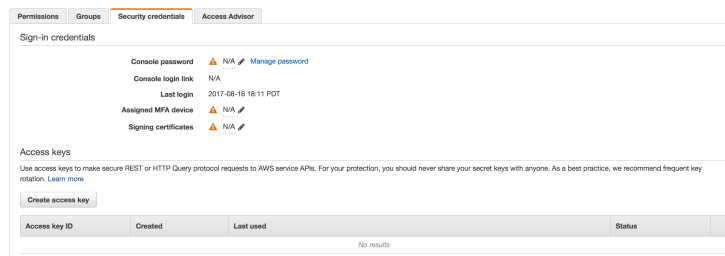 Permissions Groups Security credentials Access Advisor
Sign-in credentials
Console password N/A Manage password
Console login link N/A
Last login 2017-08-16 18:11 PDT
Assigned MFA device N/A
Signing certificates N/A
Access keys
Use access keys to make secure REST or HTTP Query protocol requests to AWS service APIs. For your protection, you should never share your secret keys with anyone. As a best practice, we recommend frequent key
rotation. Learn more
Create access key
Access key ID Created Last used Status
No results